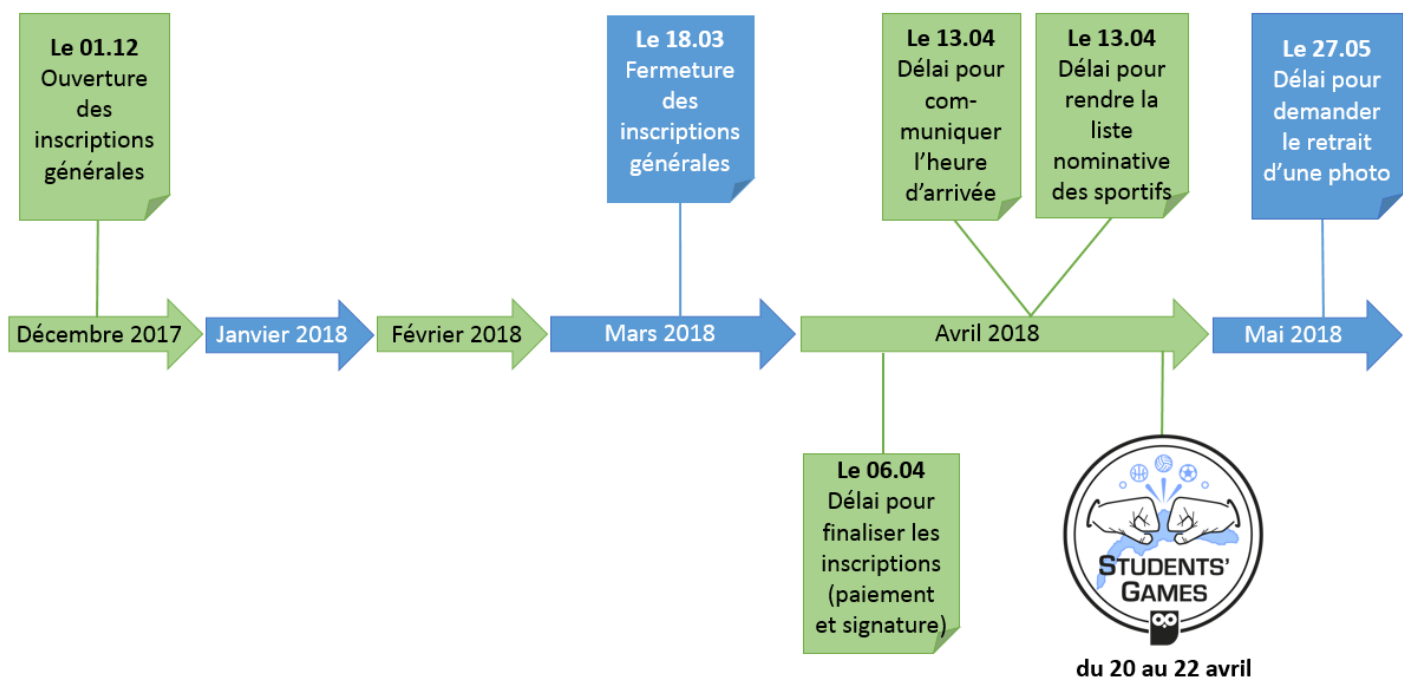 Le 01.12
Ouverture
des
inscriptions
générales
Le 18.03
Fermeture
des
inscriptions
générales
Le 13.04
Délai pour
com-
muniquer
l'heure
d'arrivée
Le 13.04
Délai pour
rendre la
liste
nominative
des sportifs
Le 27.05
Délai pour
demander
le retrait
d'une photo
Décembre 2017
Janvier 2018
Février 2018
Mars 2018
Avril 2018
Mai 2018
Le 06.04
Délai pour
finaliser les
inscriptions
(paiement
et signature)
STUDENTS'
GAMES
du 20 au 22 avril